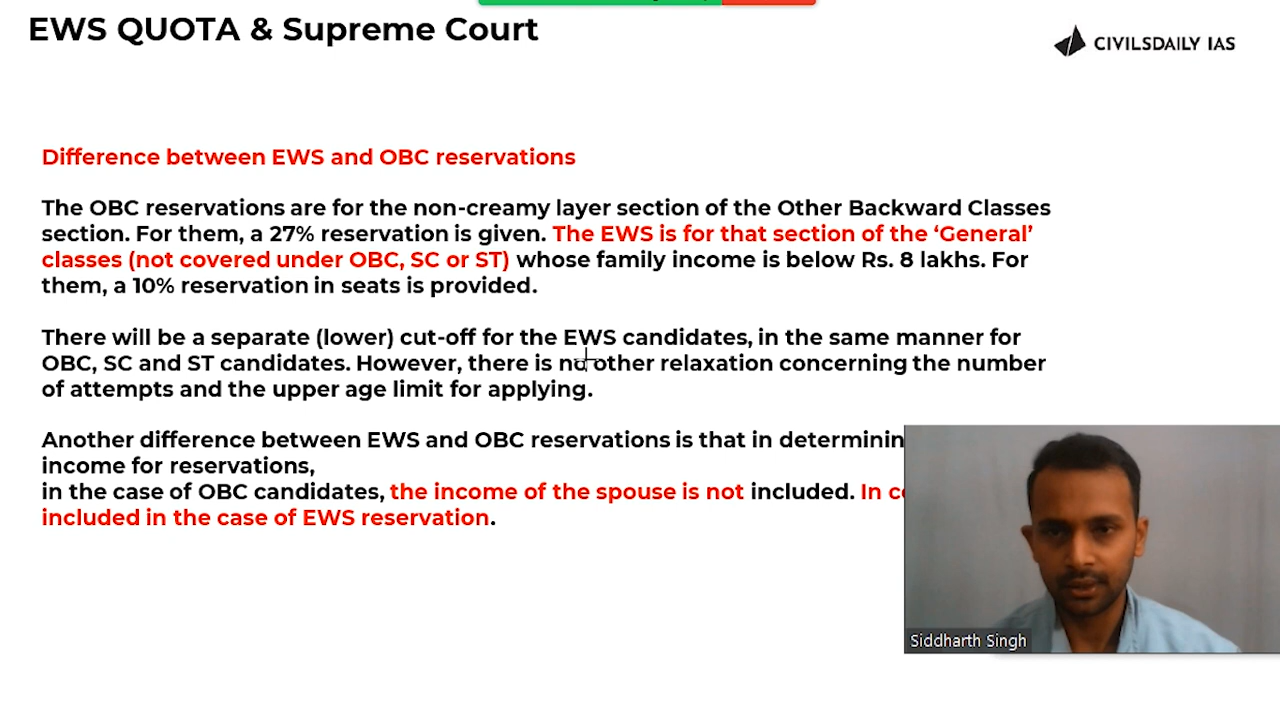 EWS QUOTA & Supreme Court
CIVILSDAILY IAS
Difference between EWS and OBC reservations
The OBC reservations are for the non-creamy layer section of the Other Backward Classes
section. For them, a 27% reservation is given. The EWS is for that section of the ‘General’
classes (not covered under OBC, SC or ST) whose family income is below Rs. 8 lakhs. For
them, a 10% reservation in seats is provided.
There will be a separate (lower) cut-off for the EWS candidates, in the same manner for
OBC, SC and ST candidates. However, there is no other relaxation concerning the number
of attempts and the upper age limit for applying.
Another difference between EWS and OBC reservations is that in
income for reservations,
in the case of OBC candidates, the income of the spouse is not included. In
included in the case of EWS reservation.
Siddharth Singh